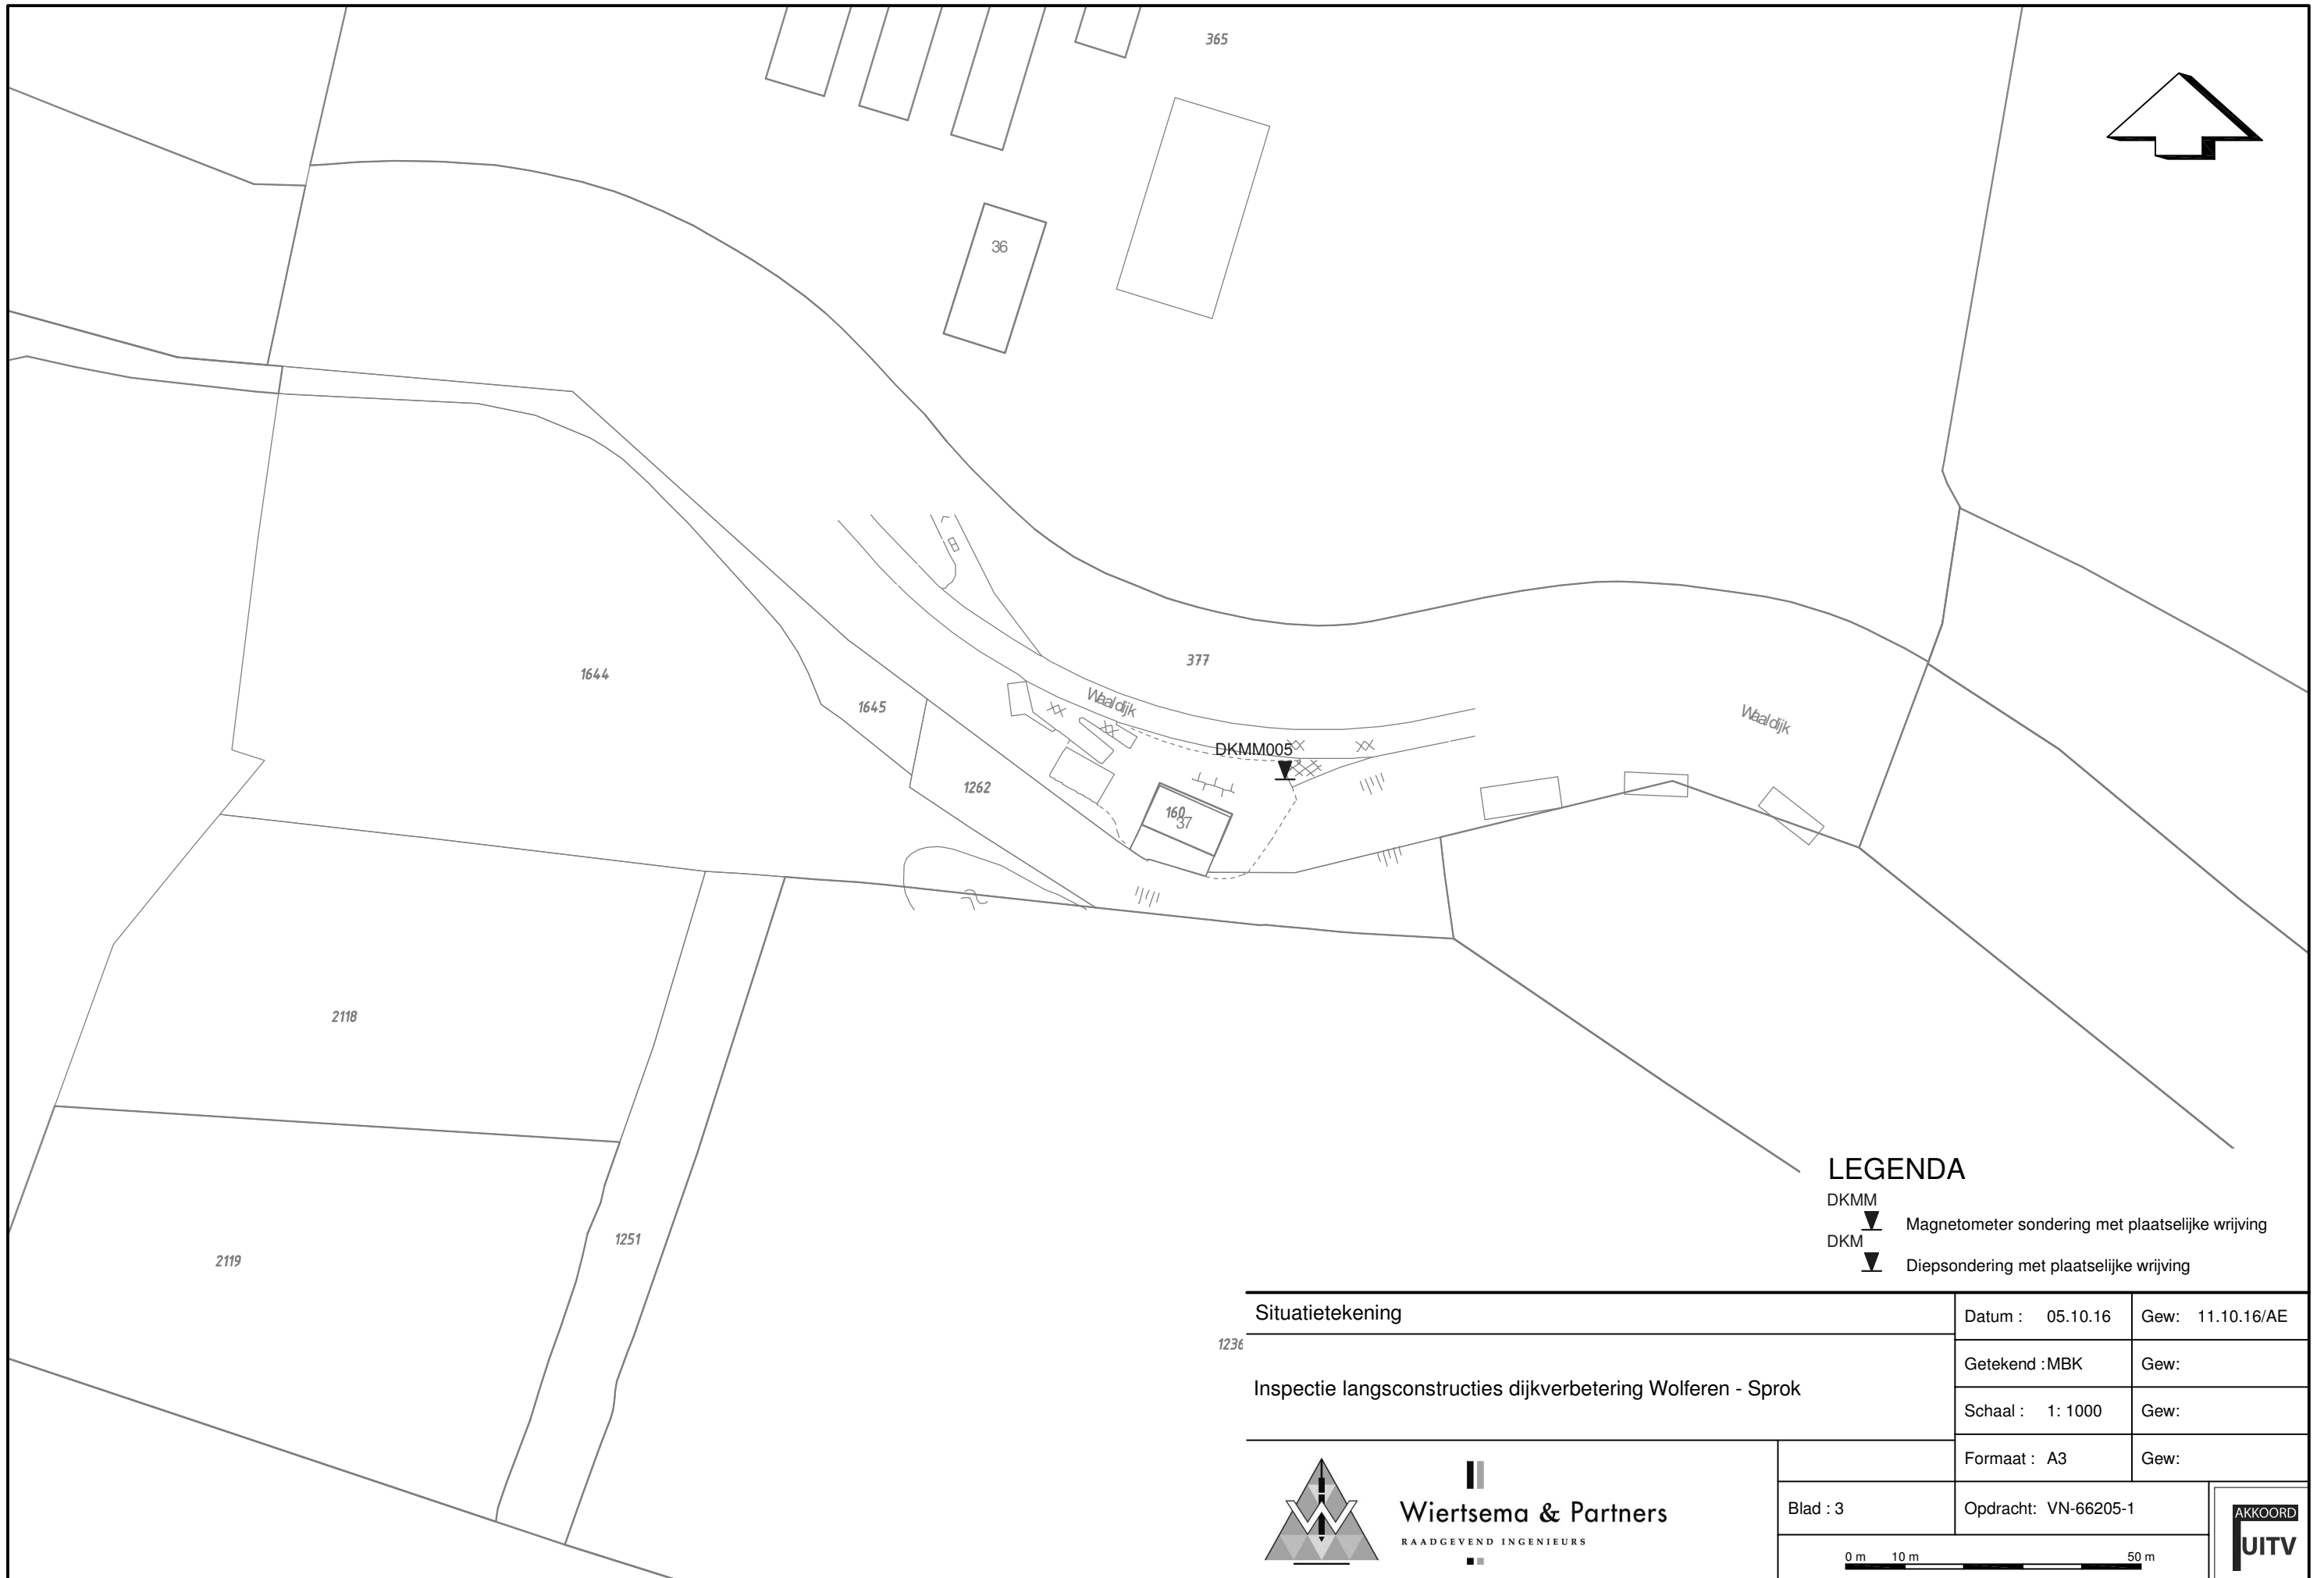 365
36
377
1644
1645
Waaldijk
Waaldijk
DKMM005
1262
160
37
2118
1251
2119
1236
LEGENDA
DKMM
Magnetometer sondering met plaatselijke wrijving
DKM
Diepsondering met plaatselijke wrijving
Situatietekening
Datum : 05.10.16
Gew: 11.10.16/AE
Inspectie langsconstructies dijkverbetering Wolferen - Sprok
Getekend :MBK
Gew:
Schaal : 1: 1000
Gew:
Formaat : A3
Gew:
Wiertsema & Partners
RAADGEVEND INGENIEURS
Blad : 3
Opdracht: VN-66205-1
0 m 10 m 50 m
AKKOORD
UITV